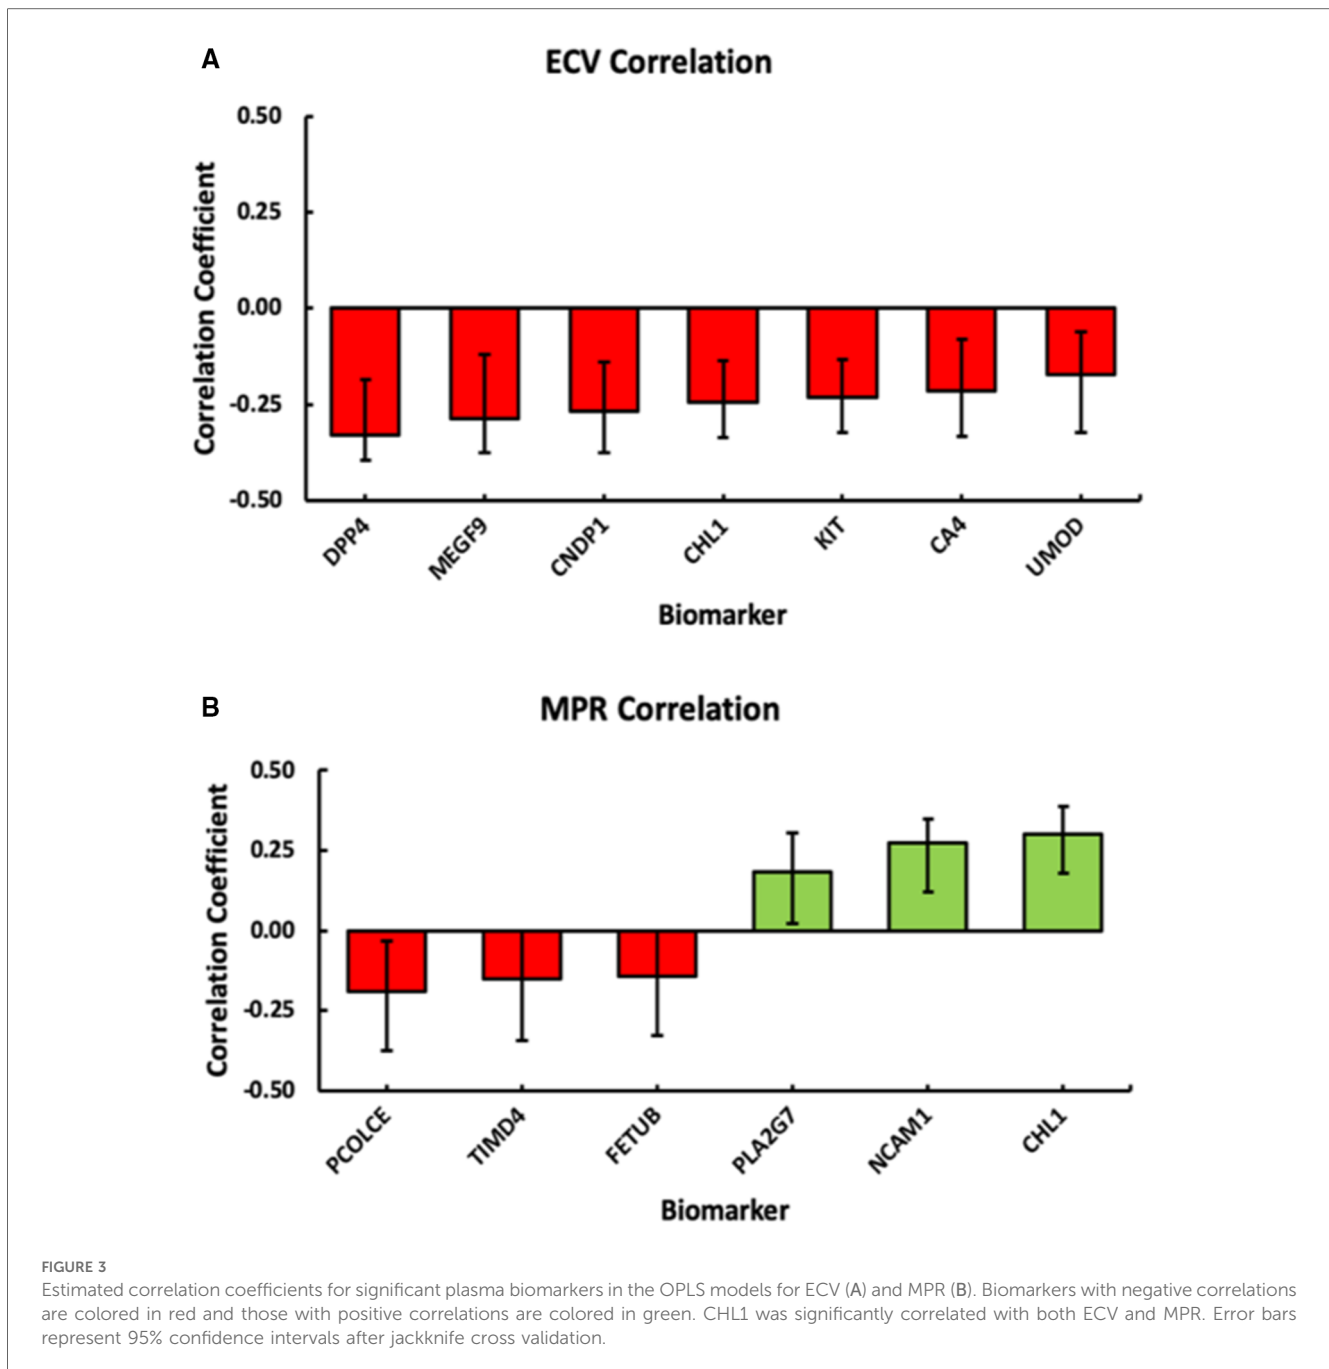 A
ECV Correlation
0.50
0.25
0.00
-0.25
-0.50
Correlation Coefficient
DPP4
MEGF9
CNDP1
CHL1
KIT
CA4
UMOD
Biomarker
B
MPR Correlation
0.50
0.25
0.00
-0.25
-0.50
Correlation Coefficient
PCOLCE
TIMD4
FETUB
PLA2G7
NCAM1
CHL1
Biomarker
FIGURE 3
Estimated correlation coefficients for significant plasma biomarkers in the OPLS models for ECV (A) and MPR (B). Biomarkers with negative correlations
are colored in red and those with positive correlations are colored in green. CHL1 was significantly correlated with both ECV and MPR. Error bars
represent 95% confidence intervals after jackknife cross validation.